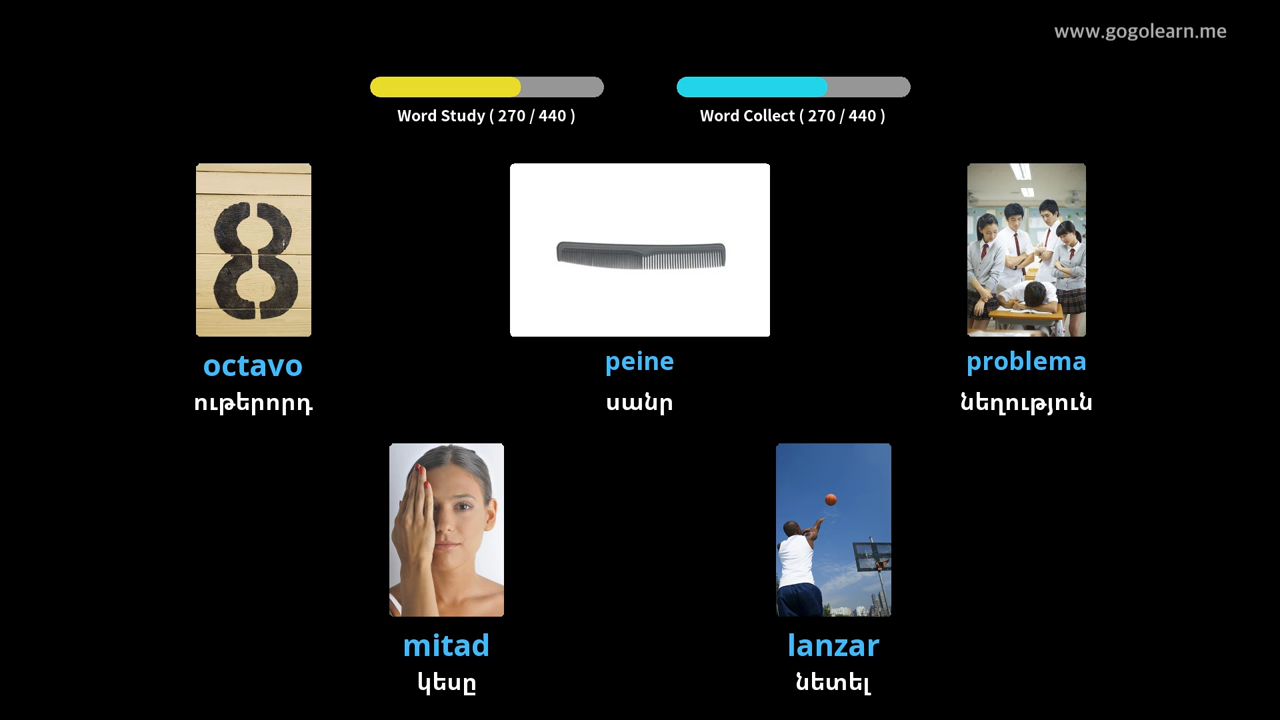 www.gogolearn.me
Word Study ( 270 / 440 )
Word Collect ( 270 / 440 )
8
octavo
ութերորդ
peine
սանր
problema
նեղություն
mitad
կեսը
lanzar
նետել